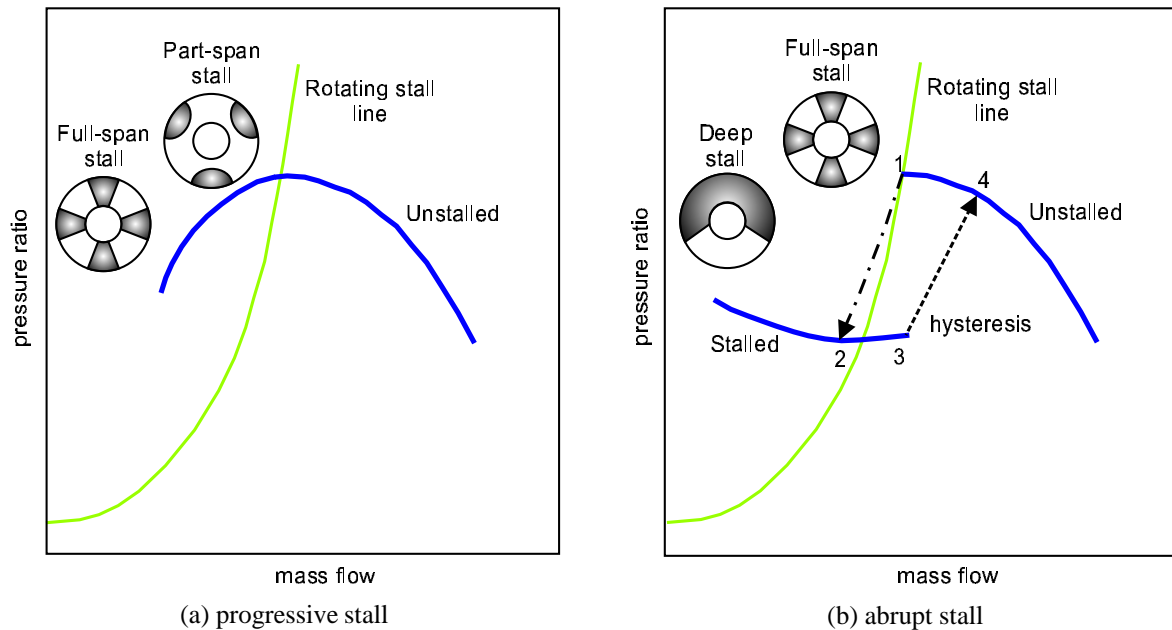 Part-span
stall
Full-span
stall
Rotating stall
line
Unstalled
pressure ratio
mass flow
(a) progressive stall
Full-span
stall
Deep
stall
Rotating stall
line
1
4
Unstalled
hysteresis
Stalled
2
3
pressure ratio
mass flow
(b) abrupt stall